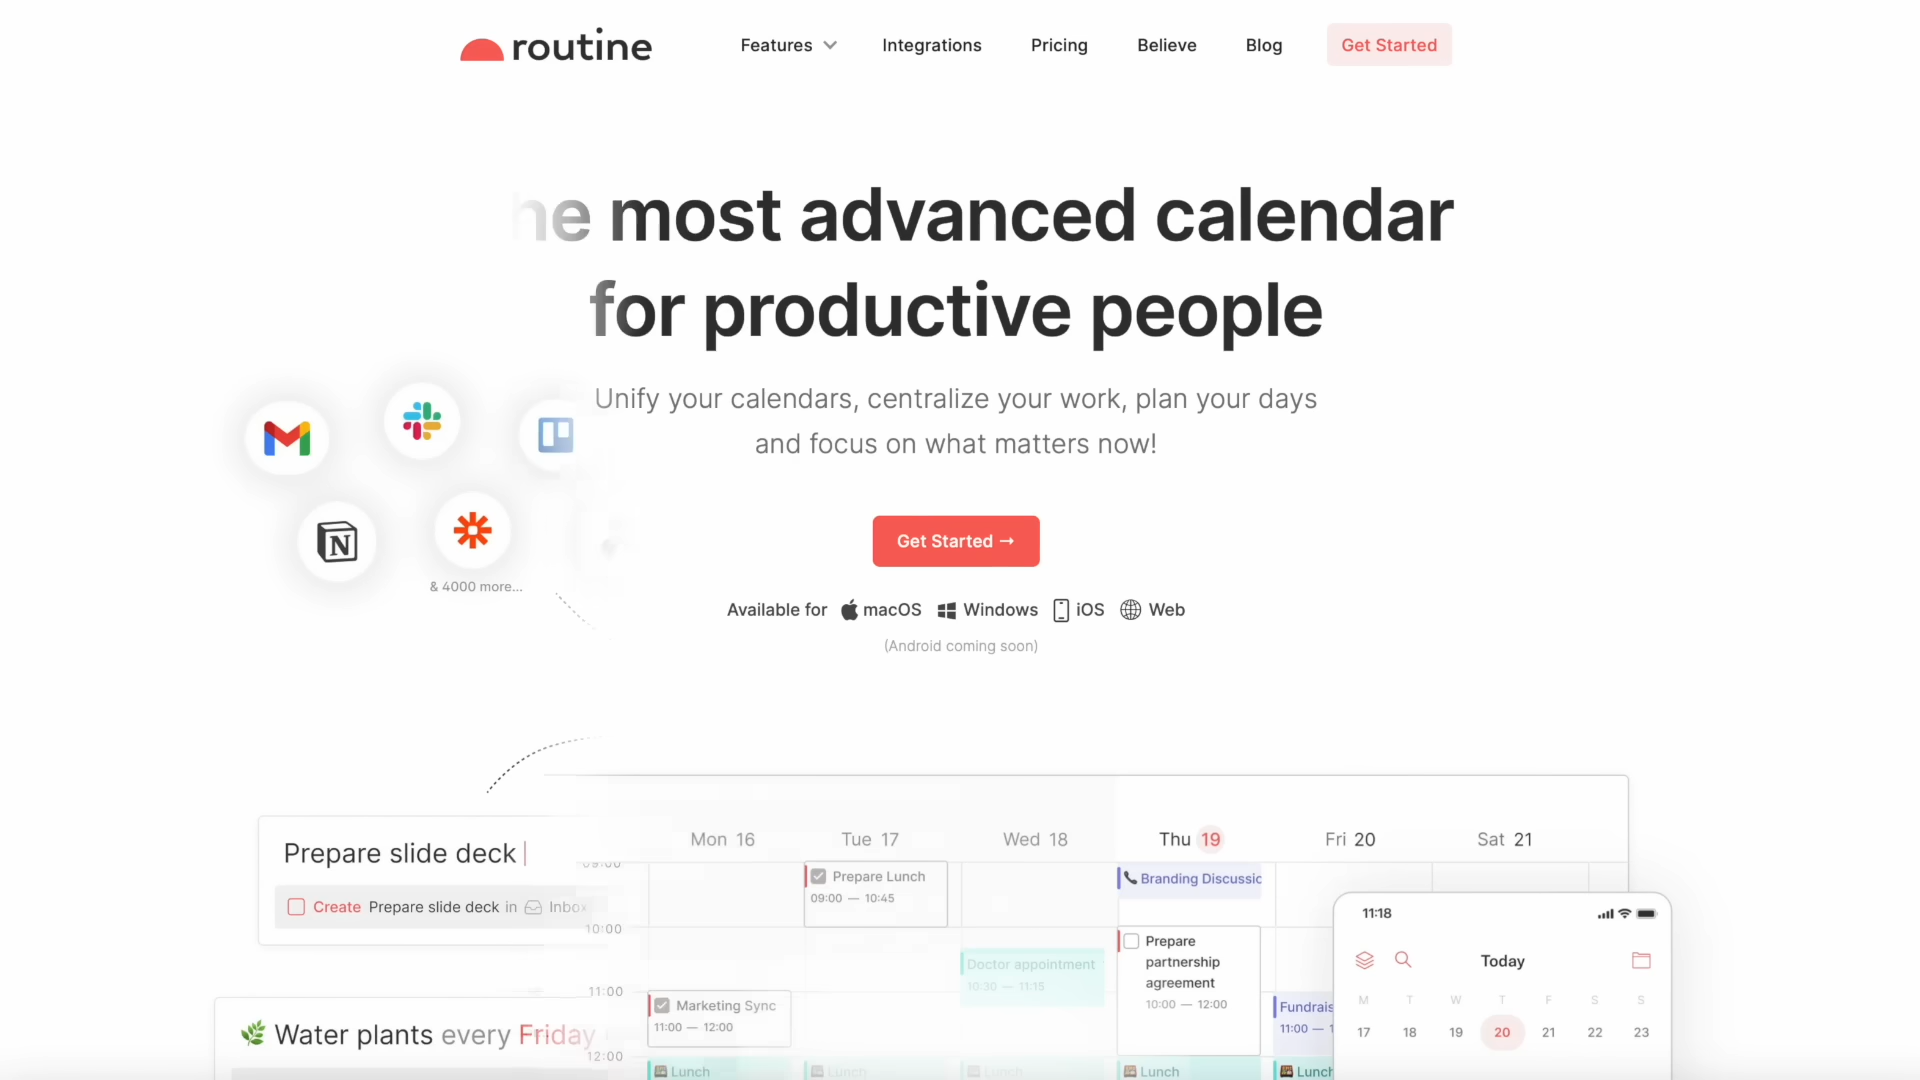 routine
Features
Integrations
Pricing
Believe
Blog
Get Started
he most advanced calendar
for productive people
Unify your calendars, centralize your work, plan your days
and focus on what matters now!
Get Started →
Available for macOS Windows iOS Web
(Android coming soon)
& 4000 more...
Prepare slide deck
Create Prepare slide deck in Inbox
Water plants every Friday
Mon 16
Tue 17
Wed 18
Thu 19
Fri 20
Sat 21
09:00
10:00
11:00
12:00
Prepare Lunch
09:00 — 10:45
Branding Discussic
Prepare
partnership
agreement
10:00 — 12:00
Doctor appointment
10:30 — 11:15
Marketing Sync
11:00 — 12:00
Fundrais
11:00 — 1
Lunch
Lunch
Lunch
Lunch
Lunch
11:18
Today
M T W T F S S
17 18 19 20 21 22 23